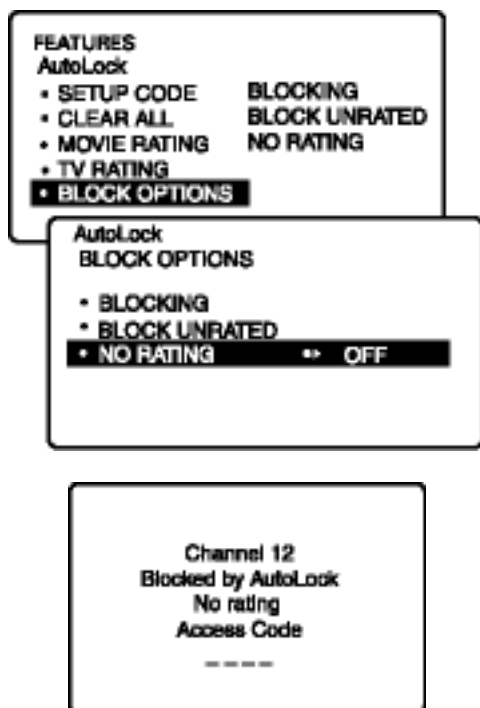 FEATURES
AutoLock
• SETUP CODE BLOCKING
• CLEAR ALL BLOCK UNRATED
• MOVIE RATING NO RATING
• TV RATING
• BLOCK OPTIONS
AutoLock
BLOCK OPTIONS
• BLOCKING
• BLOCK UNRATED
• NO RATING OFF
Channel 12
Blocked by AutoLock
No rating
Access Code
– – – –